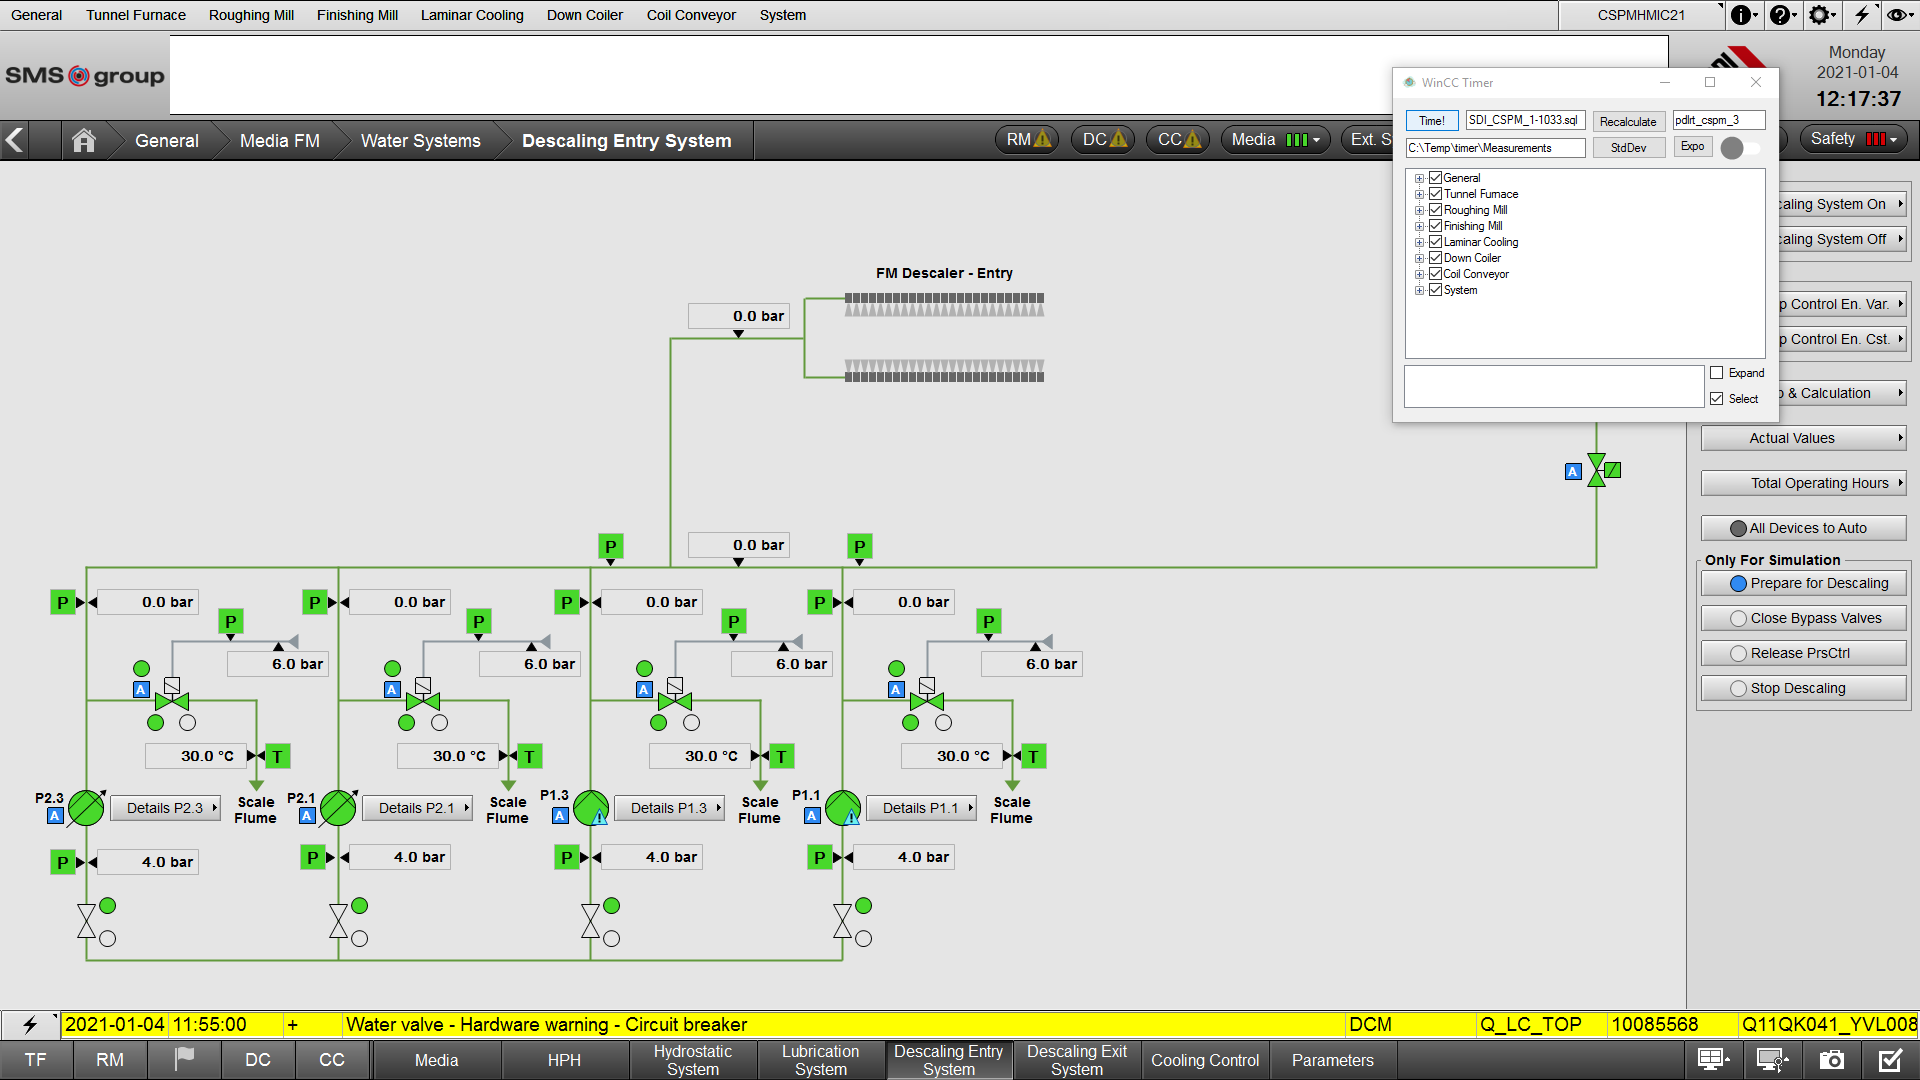 General Tunnel Furnace Roughing Mill Finishing Mill Laminar Cooling Down Coiler Coil Conveyor System CSPMHMIC21
SMS group
Monday
2021-01-04
12:17:37
General Media FM Water Systems Descaling Entry System RM DC CC Media Ext. S Safety
WinCC Timer
Time! SDI_CSPM_1-1033.sql Recalculate pdlrt_cspm_3
C:\Temp\timer\Measurements StdDev Expo
General
Tunnel Furnace
Roughing Mill
Finishing Mill
Laminar Cooling
Down Coiler
Coil Conveyor
System
Expand
Select
caling System On
caling System Off
p Control En. Var.
p Control En. Cst.
& Calculation
Actual Values
Total Operating Hours
All Devices to Auto
Only For Simulation
Prepare for Descaling
Close Bypass Valves
Release PrsCtrl
Stop Descaling
FM Descaler - Entry
0.0 bar
A
P 0.0 bar P
P 0.0 bar P 0.0 bar P 0.0 bar P 0.0 bar
P P P P
6.0 bar 6.0 bar 6.0 bar 6.0 bar
A A A A
30.0 °C T 30.0 °C T 30.0 °C T 30.0 °C T
P2.3 A Details P2.3 Scale Flume
P2.1 A Details P2.1 Scale Flume
P1.3 A Details P1.3 Scale Flume
P1.1 A Details P1.1 Scale Flume
P 4.0 bar P 4.0 bar P 4.0 bar P 4.0 bar
2021-01-04 11:55:00 + Water valve - Hardware warning - Circuit breaker DCM Q_LC_TOP 10085568 Q11QK041_YVL008
TF RM DC CC Media HPH Hydrostatic System Lubrication System Descaling Entry System Descaling Exit System Cooling Control Parameters